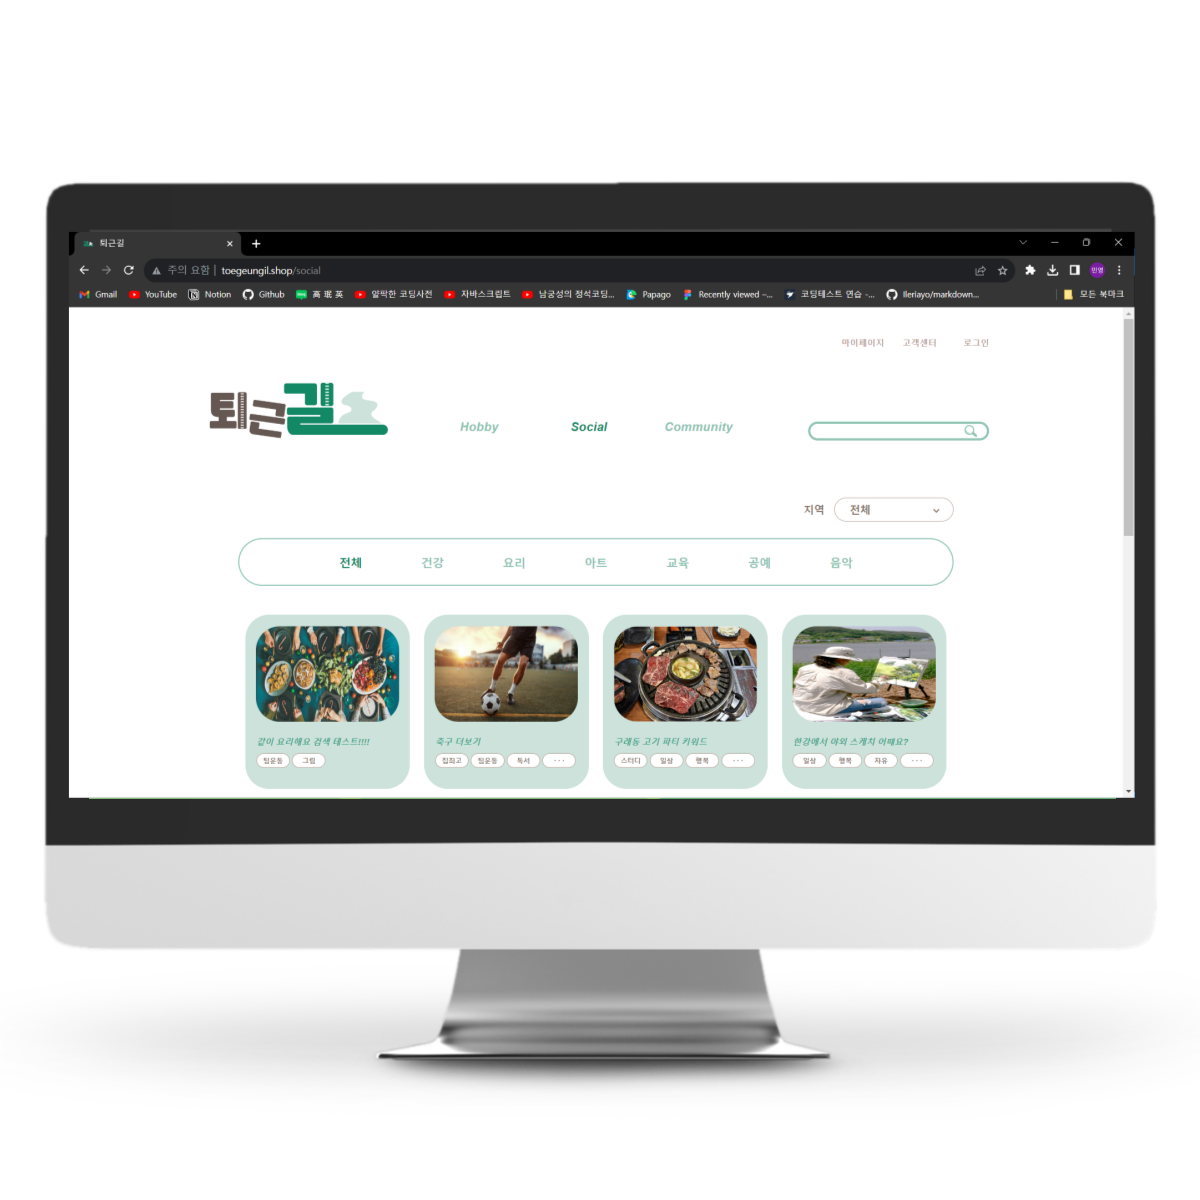 퇴근길
주의 요함 | toegeungil.shop/social
민영
Gmail YouTube Notion Github 高 珉 英 얄팍한 코딩사전 자바스크립트 남궁성의 정석코딩... Papago Recently viewed –... 코딩테스트 연습 -... lleriayo/markdown... 모든 북마크
마이페이지 고객센터 로그인
퇴근길
Hobby Social Community
지역 전체
전체 건강 요리 아트 교육 공예 음악
같이 요리해요 검색 테스트!!!! 족구 더보기 구래동 고기 파티 키워드 한강에서 야외 스케치 어때요?
팀운동 그림 집최고 팀운동 독서 · · · 스터디 일상 행복 · · · 일상 행복 자유 · · ·